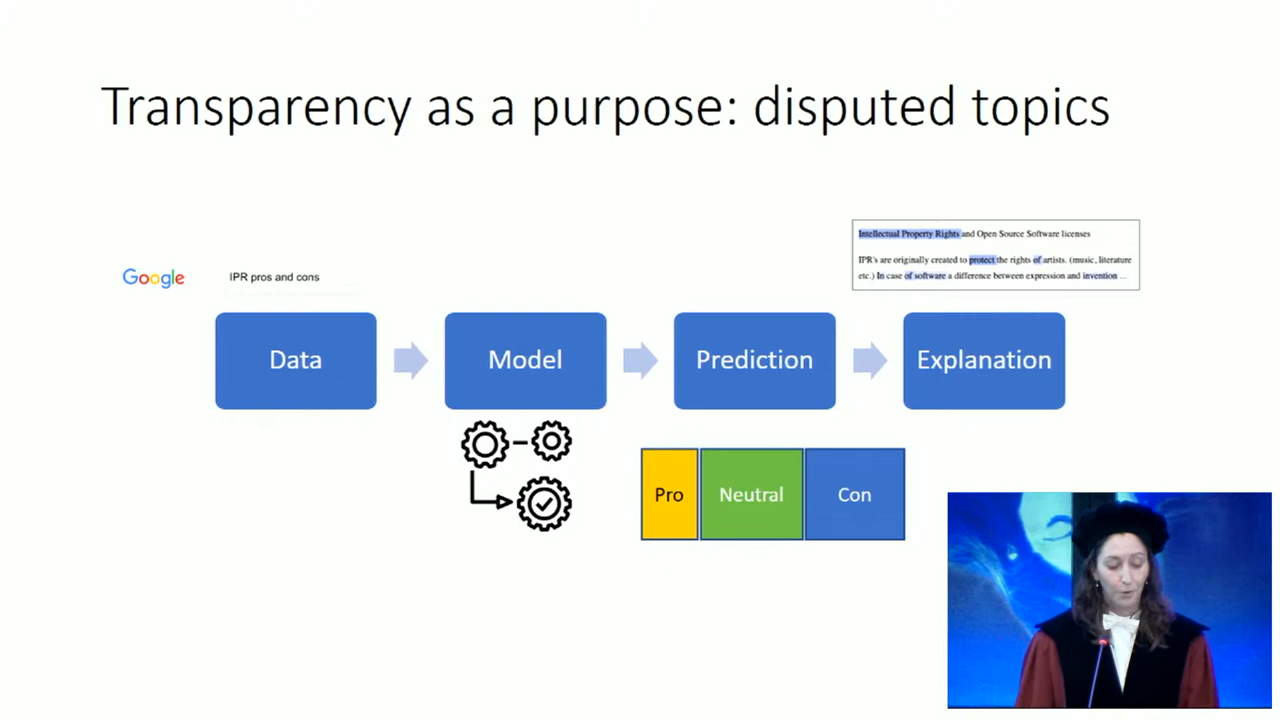 Transparency as a purpose: disputed topics
Google
IPR pros and cons
Intellectual Property Rights and Open Source Software licenses
IPR's are originally created to protect the rights of artists. (music, literature
etc.) In case of software a difference between expression and invention ...
Data
Model
Prediction
Explanation
Pro
Neutral
Con